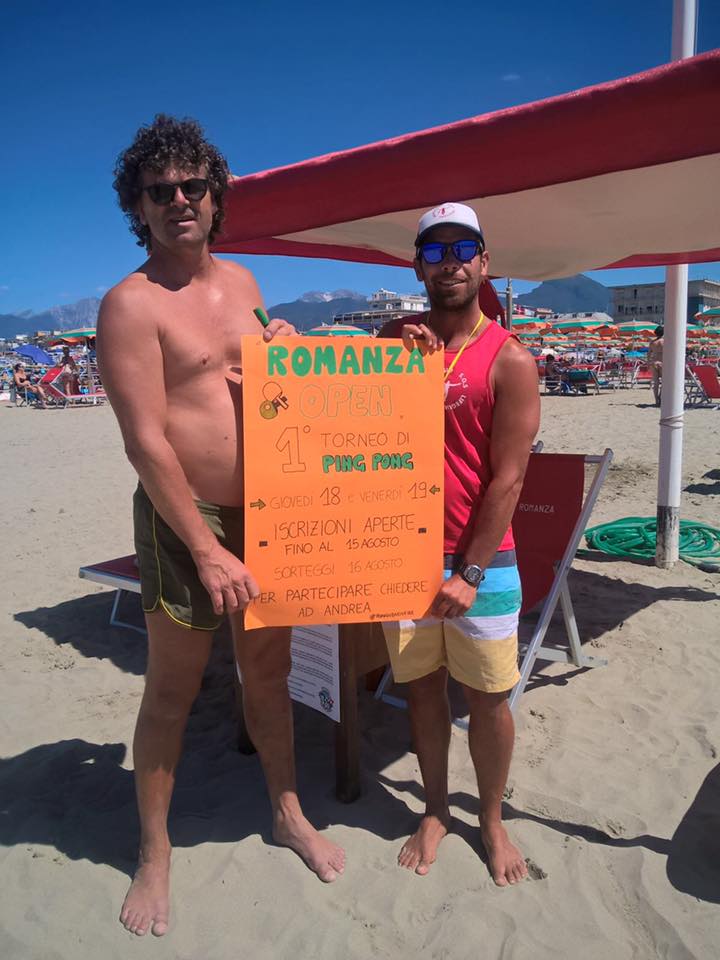 ROMANZA
OPEN
1° TORNEO DI
PING PONG
GIOVEDÌ 18 E VENERDÌ 19
ISCRIZIONI APERTE
FINO AL 15 AGOSTO
SORTEGGI 16 AGOSTO
PER PARTECIPARE CHIEDERE
AD ANDREA
S.O.S
ROMANZA